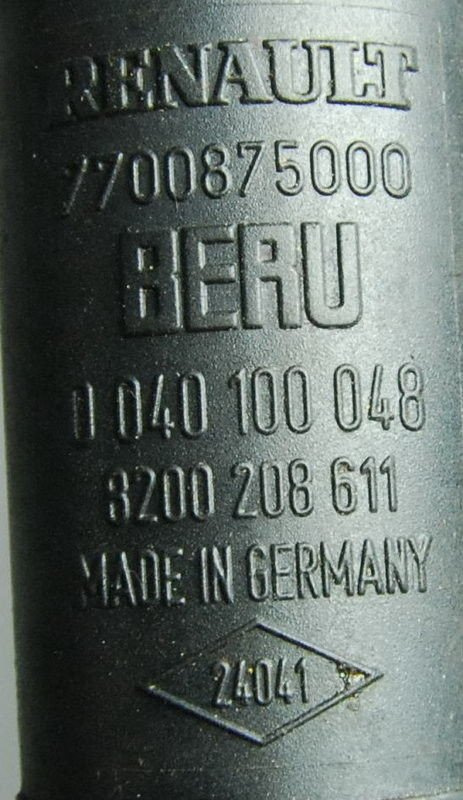 RENAULT
7700875000
BERU
0 040 100 048
8200 208 611
MADE IN GERMANY
24041